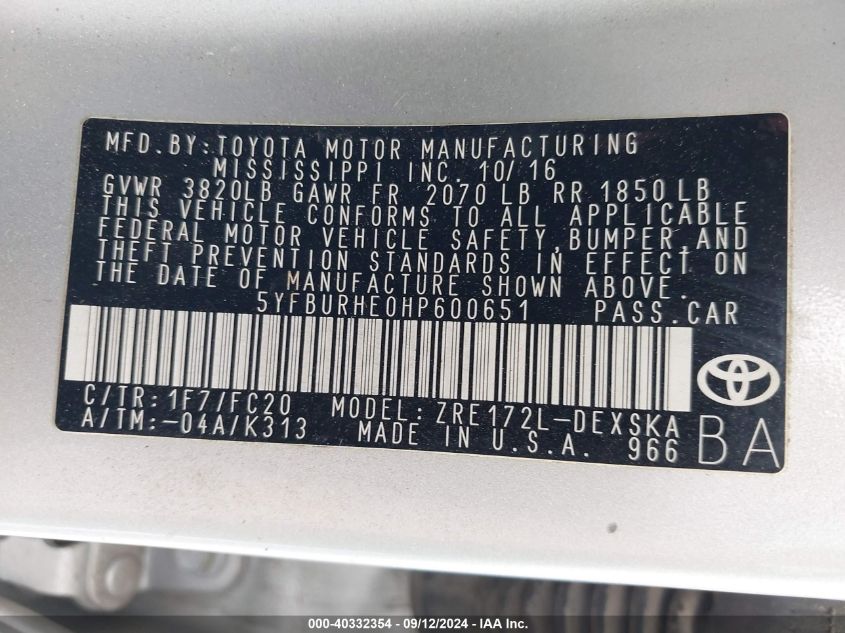 MFD.BY:TOYOTA MOTOR MANUFACTURING
MISSISSIPPI INC. 10/16
GVWR 3820LB GAWR FR 2070 LB RR 1850 LB
THIS VEHICLE CONFORMS TO ALL APPLICABLE
FEDERAL MOTOR VEHICLE SAFETY,BUMPER,AND
THEFT PREVENTION STANDARDS IN EFFECT ON
THE DATE OF MANUFACTURE SHOWN ABOVE.
5YFBURHE0HP600651 PASS.CAR
C/TR:1F7/FC20 MODEL:ZRE172L-DEXSKA
A/TM:-04A/K313 MADE IN U.S.A. 966
BA
000-40332354 - 09/12/2024 - IAA Inc.